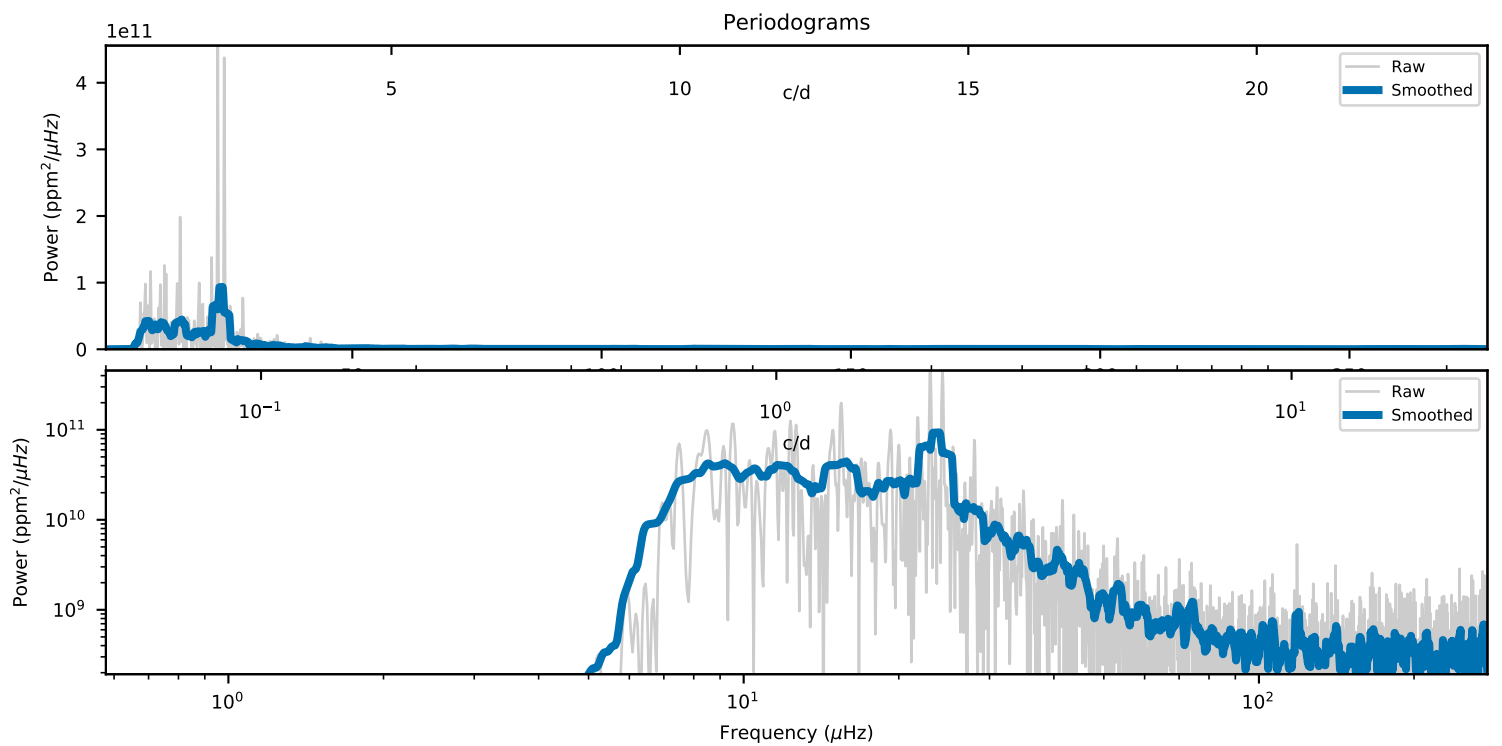 Periodograms
1e11
5 10 15 20
c/d
Raw
Smoothed
4
3
2
1
0
Power (ppm²/μHz)
10⁻¹ 10⁰ 10¹
c/d
Raw
Smoothed
10¹¹
10¹⁰
10⁹
Power (ppm²/μHz)
10⁰ 10¹ 10²
Frequency (μHz)